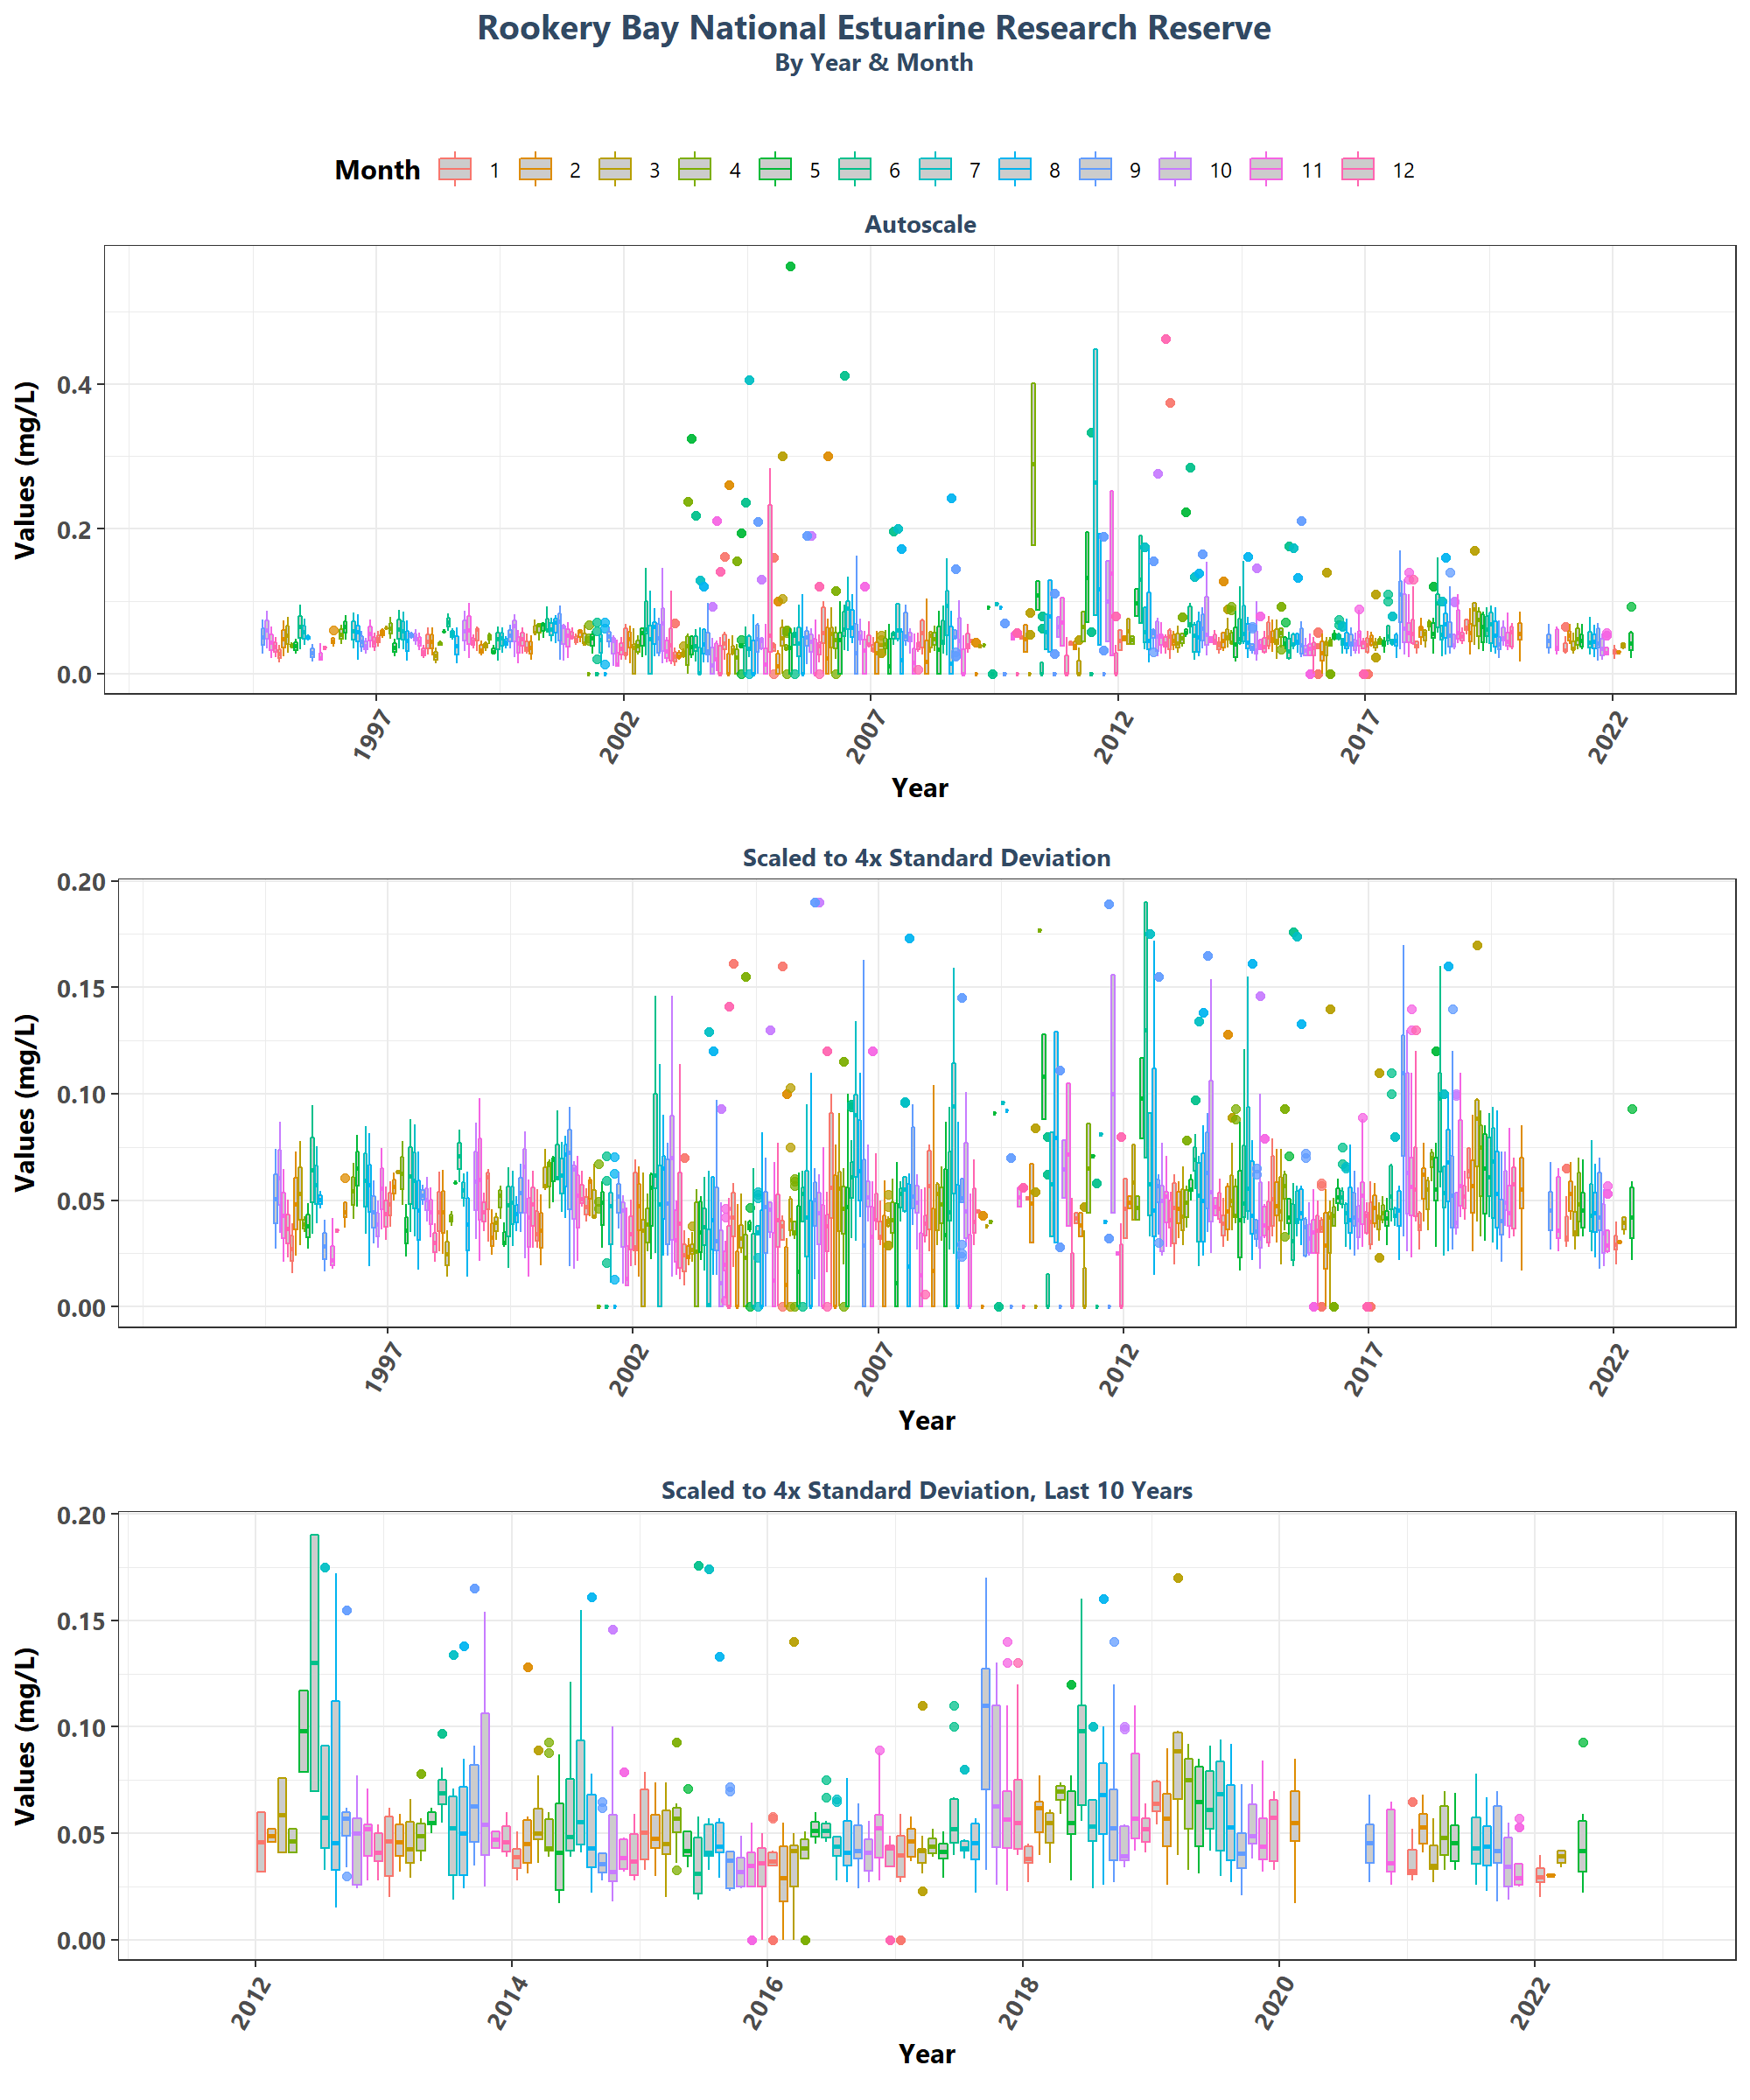 Rookery Bay National Estuarine Research Reserve
By Year & Month
Month 1 2 3 4 5 6 7 8 9 10 11 12
Autoscale
Values (mg/L)
0.4
0.2
0.0
1997 2002 2007 2012 2017 2022
Year
Scaled to 4x Standard Deviation
Values (mg/L)
0.20
0.15
0.10
0.05
0.00
1997 2002 2007 2012 2017 2022
Year
Scaled to 4x Standard Deviation, Last 10 Years
Values (mg/L)
0.20
0.15
0.10
0.05
0.00
2012 2014 2016 2018 2020 2022
Year